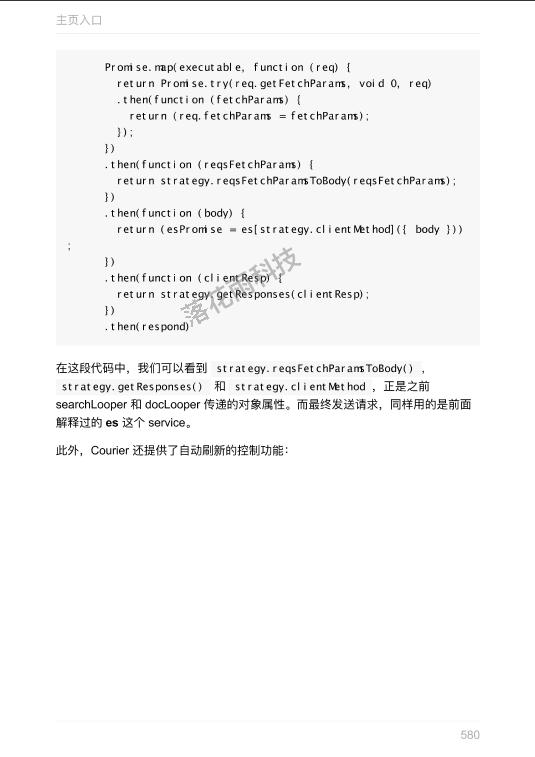 主页入口
Promise.map(executable, function (req) {
return Promise.try(req.getFetchParams, void 0, req)
.then(function (fetchParams) {
return (req.fetchParams = fetchParams);
});
})
.then(function (reqsFetchParams) {
return strategy.reqsFetchParamsToBody(reqsFetchParams);
})
.then(function (body) {
return (esPromise = es[strategy.clientMethod]({ body }))
;
})
.then(function (clientResp) {
return strategy.getResponses(clientResp);
})
.then(respond)
落花雨科技
在这段代码中，我们可以看到 strategy.reqsFetchParamsToBody() ，
strategy.getResponses() 和 strategy.clientMethod ，正是之前
searchLooper 和 docLooper 传递的对象属性。而最终发送请求，同样用的是前面
解释过的 es 这个 service。
此外，Courier 还提供了自动刷新的控制功能：
580